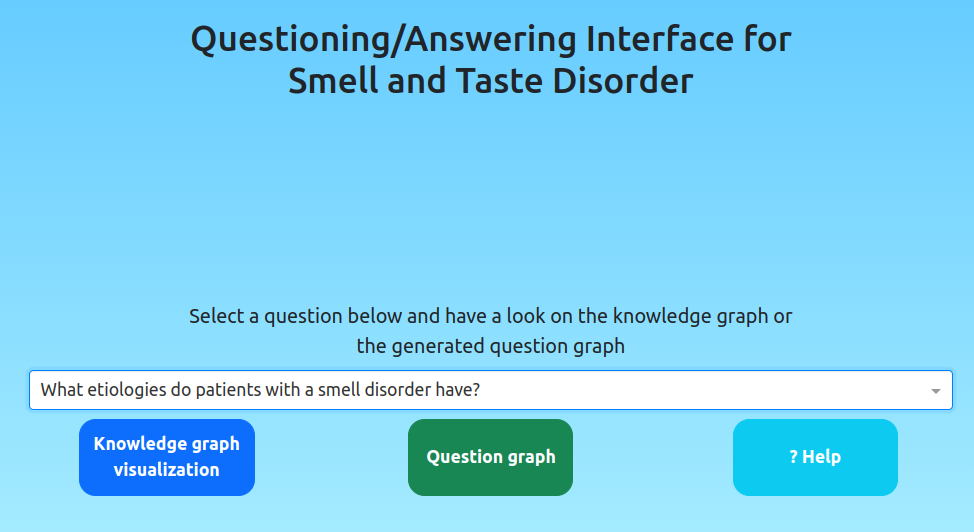 Questioning/Answering Interface for
Smell and Taste Disorder
Select a question below and have a look on the knowledge graph or
the generated question graph
What etiologies do patients with a smell disorder have?
Knowledge graph
visualization
Question graph
? Help